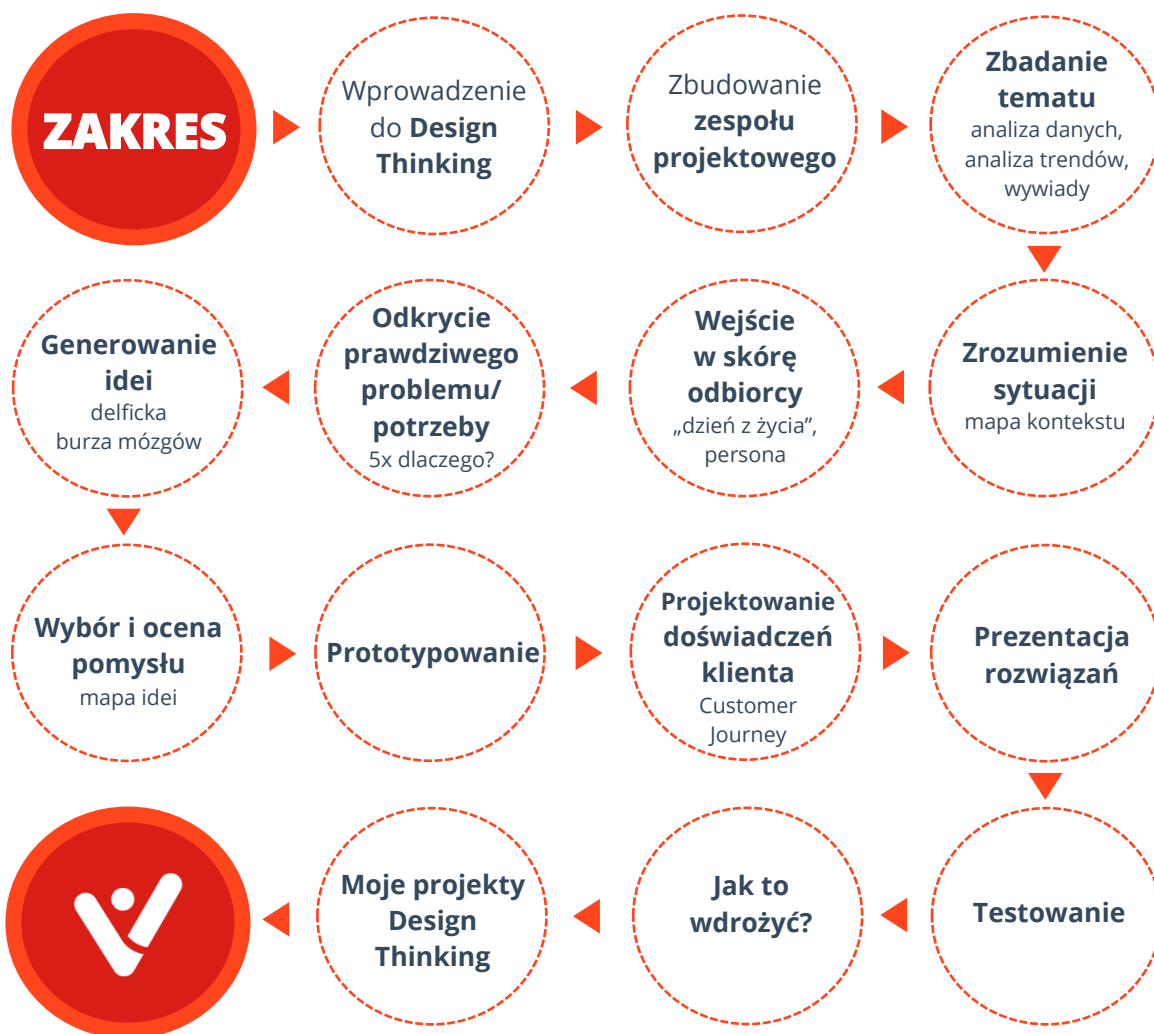 ZAKRES
Wprowadzenie
do Design
Thinking
Zbudowanie
zespołu
projektowego
Zbadanie
tematu
analiza danych,
analiza trendów,
wywiady
Zrozumienie
sytuacji
mapa kontekstu
Wejście
w skórę
odbiorcy
„dzień z życia”,
persona
Odkrycie
prawdziwego
problemu/
potrzeby
5x dlaczego?
Generowanie
idei
delficka
burza mózgów
Wybór i ocena
pomysłu
mapa idei
Prototypowanie
Projektowanie
doświadczeń
klienta
Customer
Journey
Prezentacja
rozwiązań
Testowanie
Jak to
wdrożyć?
Moje projekty
Design
Thinking